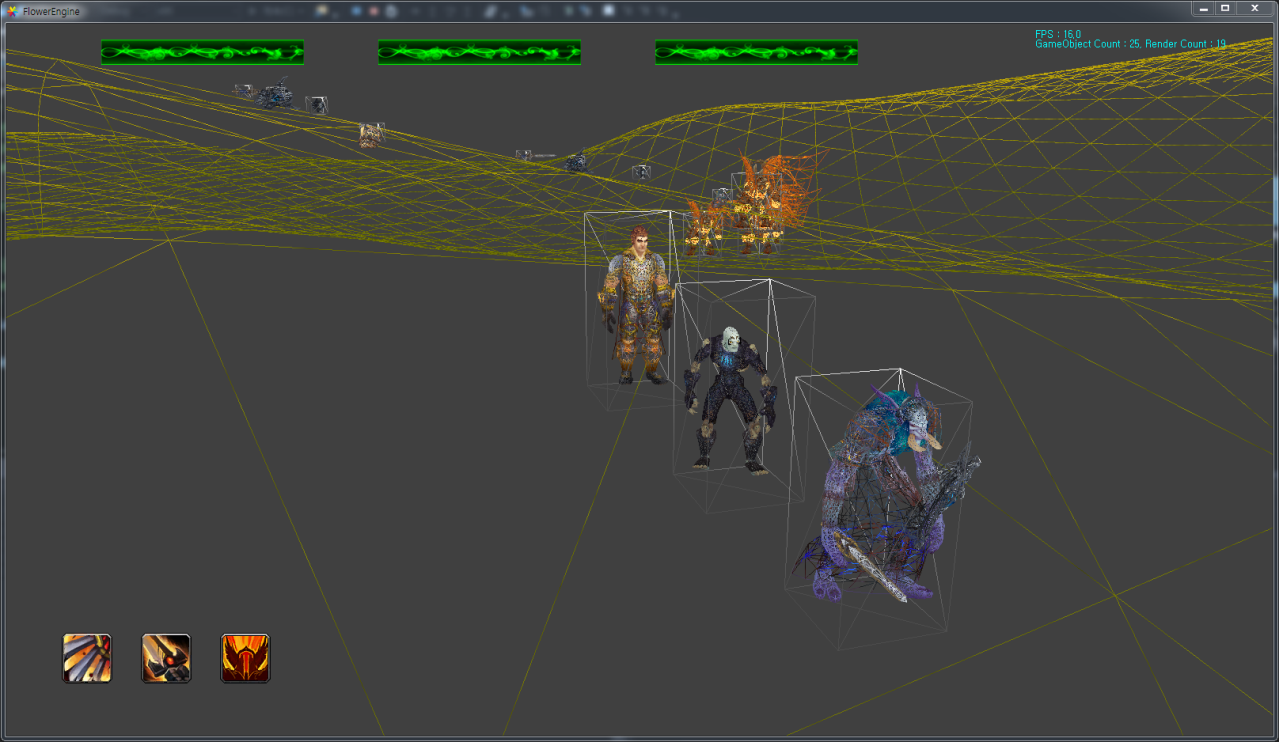 FlowerEngine
FPS : 16,0
GameObject Count : 25, Render Count : 19